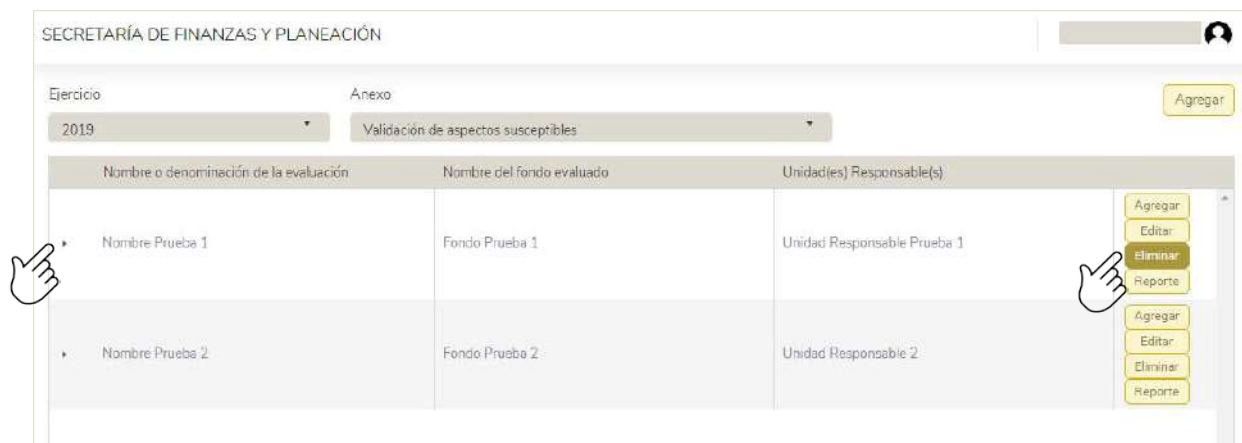 SECRETARÍA DE FINANZAS Y PLANEACIÓN
Ejercicio
Anexo
Agregar
2019
Validación de aspectos susceptibles
Nombre o denominación de la evaluación
Nombre del fondo evaluado
Unidad(es) Responsable(s)
Nombre Prueba 1
Fondo Prueba 1
Unidad Responsable Prueba 1
Agregar
Editar
Eliminar
Reporte
Nombre Prueba 2
Fondo Prueba 2
Unidad Responsable 2
Agregar
Editar
Eliminar
Reporte